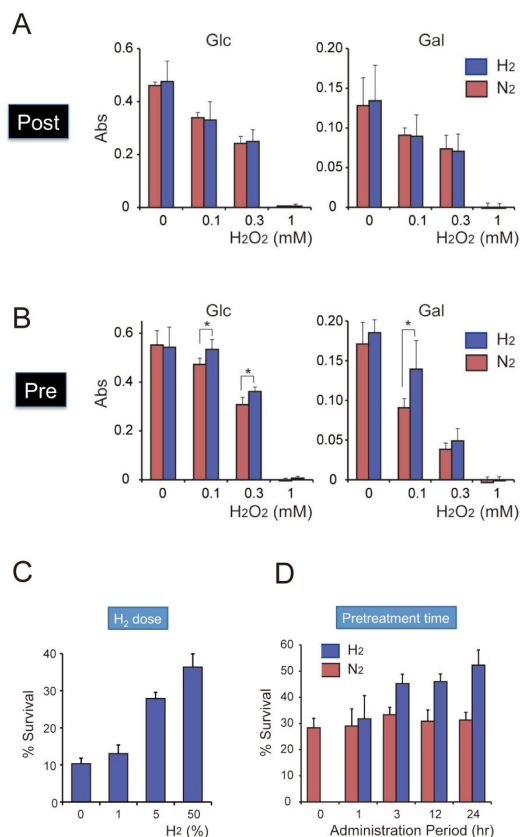 A
Post
Glc
Gal
H2
N2
Abs
0.6
0.4
0.2
0
0.20
0.15
0.10
0.05
0
0 0.1 0.3 1
H2O2 (mM)
0 0.1 0.3 1
H2O2 (mM)
B
Pre
Glc
Gal
H2
N2
Abs
0.6
0.4
0.2
0
0.20
0.15
0.10
0.05
0
*
*
*
0 0.1 0.3 1
H2O2 (mM)
0 0.1 0.3 1
H2O2 (mM)
C
H2 dose
% Survival
40
30
20
10
0
0 1 5 50
H2 (%)
D
Pretreatment time
H2
N2
% Survival
60
50
40
30
20
10
0
0 1 3 12 24
Administration Period (hr)